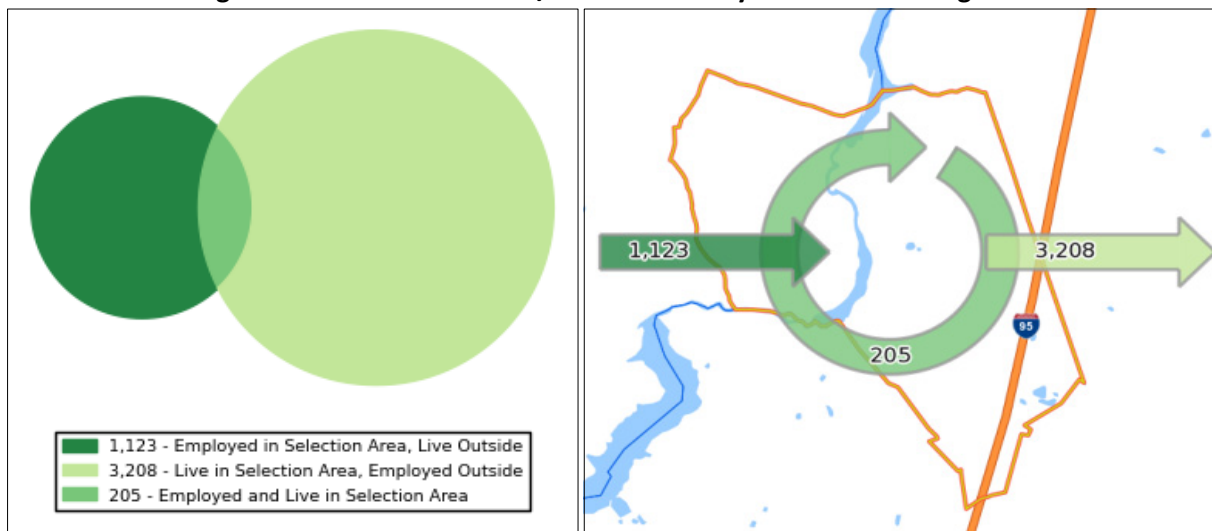 1,123 - Employed in Selection Area, Live Outside
3,208 - Live in Selection Area, Employed Outside
205 - Employed and Live in Selection Area
1,123
3,208
95
205